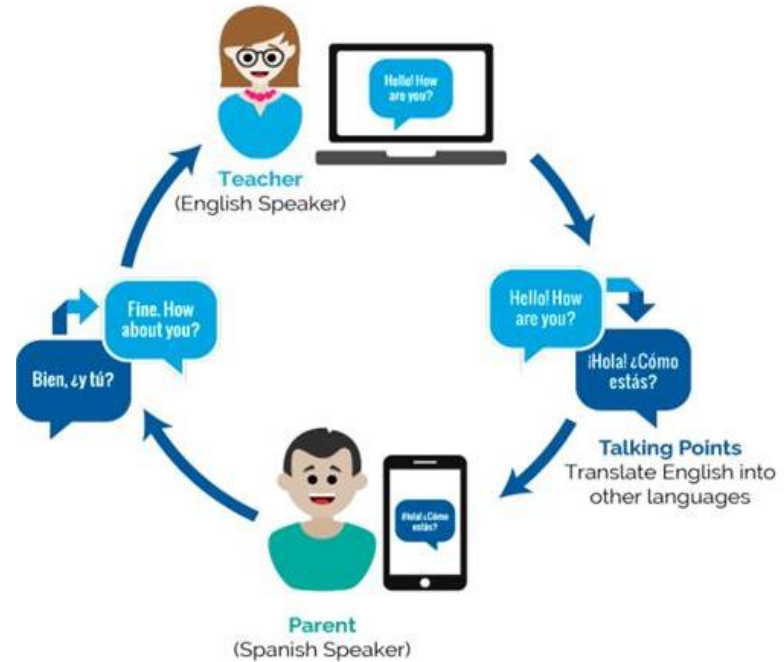 Hello! How
are you?
Teacher
(English Speaker)
Hello! How
are you?
¡Hola! ¿Cómo
estás?
Talking Points
Translate English into
other languages
¡Hola! ¿Cómo
estás?
Parent
(Spanish Speaker)
Bien, ¿y tú?
Fine. How
about you?